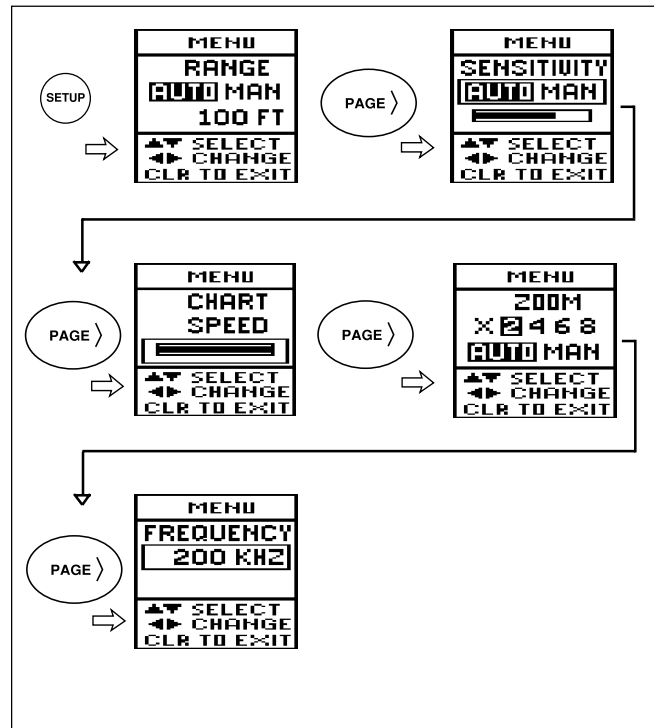 SETUP
MENU
RANGE
AUTO MAN
100 FT
▲▼ SELECT
◀▶ CHANGE
CLR TO EXIT
PAGE 〉
MENU
SENSITIVITY
AUTO MAN
▲▼ SELECT
◀▶ CHANGE
CLR TO EXIT
PAGE 〉
MENU
CHART
SPEED
▲▼ SELECT
◀▶ CHANGE
CLR TO EXIT
PAGE 〉
MENU
ZOOM
X 2 4 6 8
AUTO MAN
▲▼ SELECT
◀▶ CHANGE
CLR TO EXIT
PAGE 〉
MENU
FREQUENCY
200 KHZ
▲▼ SELECT
◀▶ CHANGE
CLR TO EXIT